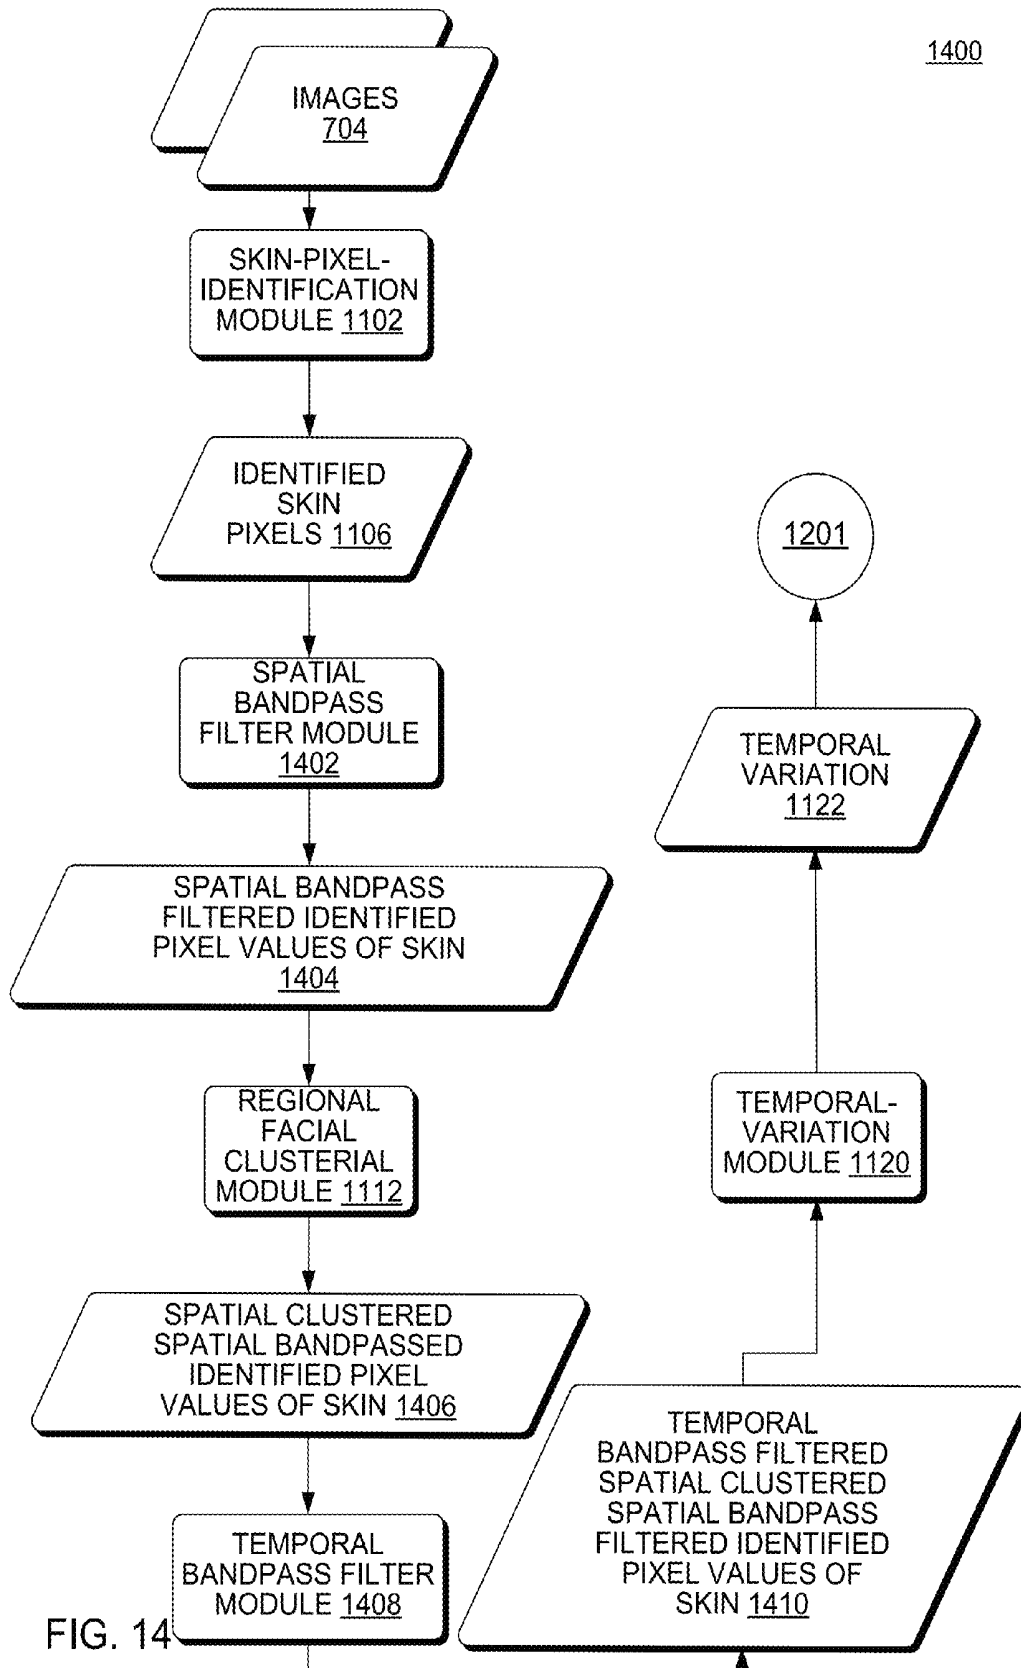 1400
IMAGES
704
SKIN-PIXEL-
IDENTIFICATION
MODULE 1102
IDENTIFIED
SKIN
PIXELS 1106
SPATIAL
BANDPASS
FILTER MODULE
1402
SPATIAL BANDPASS
FILTERED IDENTIFIED
PIXEL VALUES OF SKIN
1404
REGIONAL
FACIAL
CLUSTERIAL
MODULE 1112
SPATIAL CLUSTERED
SPATIAL BANDPASSED
IDENTIFIED PIXEL
VALUES OF SKIN 1406
TEMPORAL
BANDPASS FILTER
MODULE 1408
TEMPORAL
BANDPASS FILTERED
SPATIAL CLUSTERED
SPATIAL BANDPASS
FILTERED IDENTIFIED
PIXEL VALUES OF
SKIN 1410
TEMPORAL-
VARIATION
MODULE 1120
TEMPORAL
VARIATION
1122
1201
FIG. 14